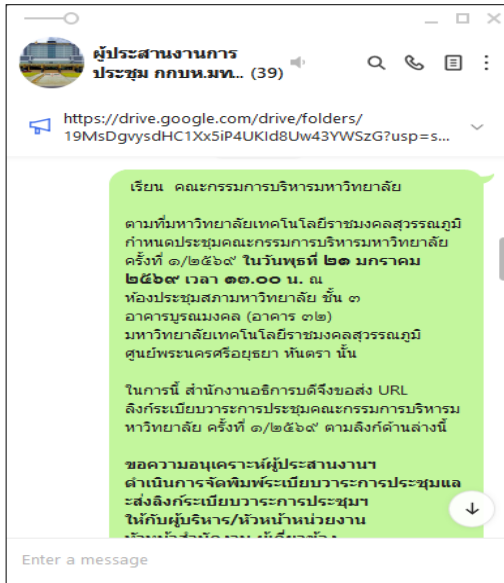 ผู้ประสานงานการ
ประชุม กกบห.มท... (39)
https://drive.google.com/drive/folders/
19MsDgvysdHC1Xx5iP4UKId8Uw43YWSzG?usp=s...
เรียน คณะกรรมการบริหารมหาวิทยาลัย
ตามที่มหาวิทยาลัยเทคโนโลยีราชมงคลสุวรรณภูมิ
กำหนดประชุมคณะกรรมการบริหารมหาวิทยาลัย
ครั้งที่ ๑/๒๕๖๙ ในวันพุธที่ ๒๑ มกราคม
๒๕๖๙ เวลา ๑๓.๐๐ น. ณ
ห้องประชุมสภามหาวิทยาลัย ชั้น ๓
อาคารบูรณมงคล (อาคาร ๓๒)
มหาวิทยาลัยเทคโนโลยีราชมงคลสุวรรณภูมิ
ศูนย์พระนครศรีอยุธยา หันตรา นั้น
ในการนี้ สำนักงานอธิการบดีจึงขอส่ง URL
ลิงก์ระเบียบวาระการประชุมคณะกรรมการบริหารม
หาวิทยาลัย ครั้งที่ ๑/๒๕๖๙ ตามลิงก์ด้านล่างนี้
ขอความอนุเคราะห์ผู้ประสานงานฯ
ดำเนินการจัดพิมพ์ระเบียบวาระการประชุมแล
ะส่งลิงก์ระเบียบวาระการประชุมฯ
ให้กับผู้บริหาร/หัวหน้าหน่วยงาน
Enter a message